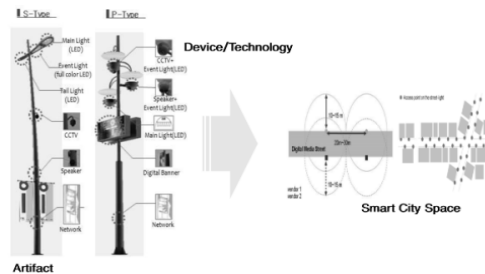 S-Type
Main Light
(LED)
Event Light
(full color LED)
Tail Light
(LED)
CCTV
Speaker
Network
Artifact
P-Type
Device/Technology
CCTV+
Event Light(LED)
Speaker+
Event Light(LED)
Main Light(LED)
Digital Banner
Network
Digital Media Street
Smart City Space